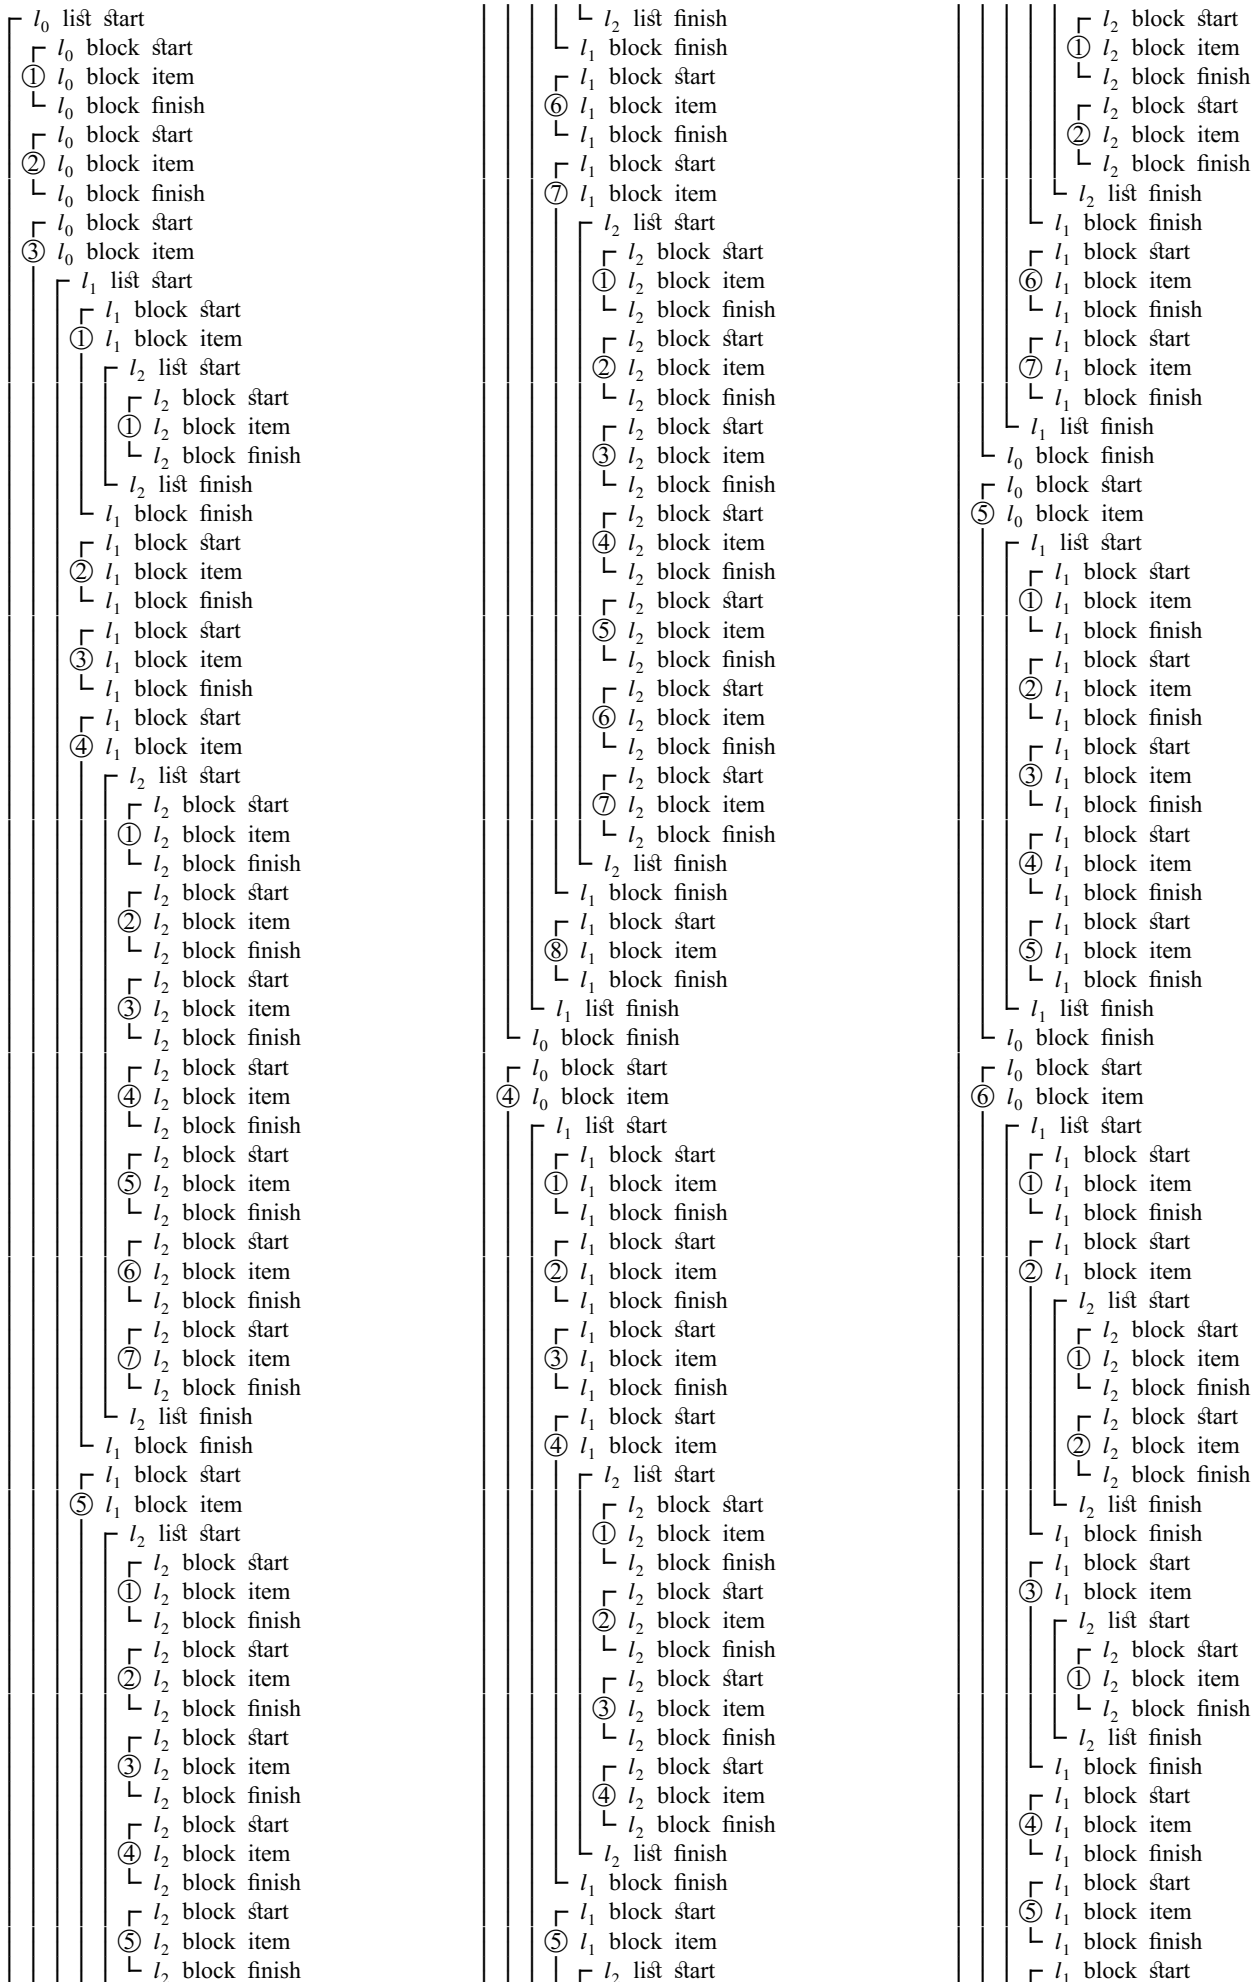 l₀ list start
l₀ block start
① l₀ block item
l₀ block finish
l₀ block start
② l₀ block item
l₀ block finish
l₀ block start
③ l₀ block item
l₁ list start
l₁ block start
① l₁ block item
l₂ list start
l₂ block start
① l₂ block item
l₂ block finish
l₂ list finish
l₁ block finish
l₁ block start
② l₁ block item
l₁ block finish
l₁ block start
③ l₁ block item
l₁ block finish
l₁ block start
④ l₁ block item
l₂ list start
l₂ block start
① l₂ block item
l₂ block finish
l₂ block start
② l₂ block item
l₂ block finish
l₂ block start
③ l₂ block item
l₂ block finish
l₂ block start
④ l₂ block item
l₂ block finish
l₂ block start
⑤ l₂ block item
l₂ block finish
l₂ block start
⑥ l₂ block item
l₂ block finish
l₂ block start
⑦ l₂ block item
l₂ block finish
l₂ list finish
l₁ block finish
l₁ block start
⑤ l₁ block item
l₂ list start
l₂ block start
① l₂ block item
l₂ block finish
l₂ block start
② l₂ block item
l₂ block finish
l₂ block start
③ l₂ block item
l₂ block finish
l₂ block start
④ l₂ block item
l₂ block finish
l₂ block start
⑤ l₂ block item
l₂ block finish
l₂ list finish
l₁ block finish
l₁ block start
⑥ l₁ block item
l₁ block finish
l₁ block start
⑦ l₁ block item
l₂ list start
l₂ block start
① l₂ block item
l₂ block finish
l₂ block start
② l₂ block item
l₂ block finish
l₂ block start
③ l₂ block item
l₂ block finish
l₂ block start
④ l₂ block item
l₂ block finish
l₂ block start
⑤ l₂ block item
l₂ block finish
l₂ block start
⑥ l₂ block item
l₂ block finish
l₂ block start
⑦ l₂ block item
l₂ block finish
l₂ list finish
l₁ block finish
l₁ block start
⑧ l₁ block item
l₁ block finish
l₁ list finish
l₀ block finish
l₀ block start
④ l₀ block item
l₁ list start
l₁ block start
① l₁ block item
l₁ block finish
l₁ block start
② l₁ block item
l₁ block finish
l₁ block start
③ l₁ block item
l₁ block finish
l₁ block start
④ l₁ block item
l₂ list start
l₂ block start
① l₂ block item
l₂ block finish
l₂ block start
② l₂ block item
l₂ block finish
l₂ block start
③ l₂ block item
l₂ block finish
l₂ block start
④ l₂ block item
l₂ block finish
l₂ list finish
l₁ block finish
l₁ block start
⑤ l₁ block item
l₂ list start
l₂ block start
① l₂ block item
l₂ block finish
l₂ block start
② l₂ block item
l₂ block finish
l₂ list finish
l₁ block finish
l₁ block start
⑥ l₁ block item
l₁ block finish
l₁ block start
⑦ l₁ block item
l₁ block finish
l₁ list finish
l₀ block finish
l₀ block start
⑤ l₀ block item
l₁ list start
l₁ block start
① l₁ block item
l₁ block finish
l₁ block start
② l₁ block item
l₁ block finish
l₁ block start
③ l₁ block item
l₁ block finish
l₁ block start
④ l₁ block item
l₁ block finish
l₁ block start
⑤ l₁ block item
l₁ block finish
l₁ list finish
l₀ block finish
l₀ block start
⑥ l₀ block item
l₁ list start
l₁ block start
① l₁ block item
l₁ block finish
l₁ block start
② l₁ block item
l₂ list start
l₂ block start
① l₂ block item
l₂ block finish
l₂ block start
② l₂ block item
l₂ block finish
l₂ list finish
l₁ block finish
l₁ block start
③ l₁ block item
l₂ list start
l₂ block start
① l₂ block item
l₂ block finish
l₂ list finish
l₁ block finish
l₁ block start
④ l₁ block item
l₁ block finish
l₁ block start
⑤ l₁ block item
l₁ block finish
l₁ block start